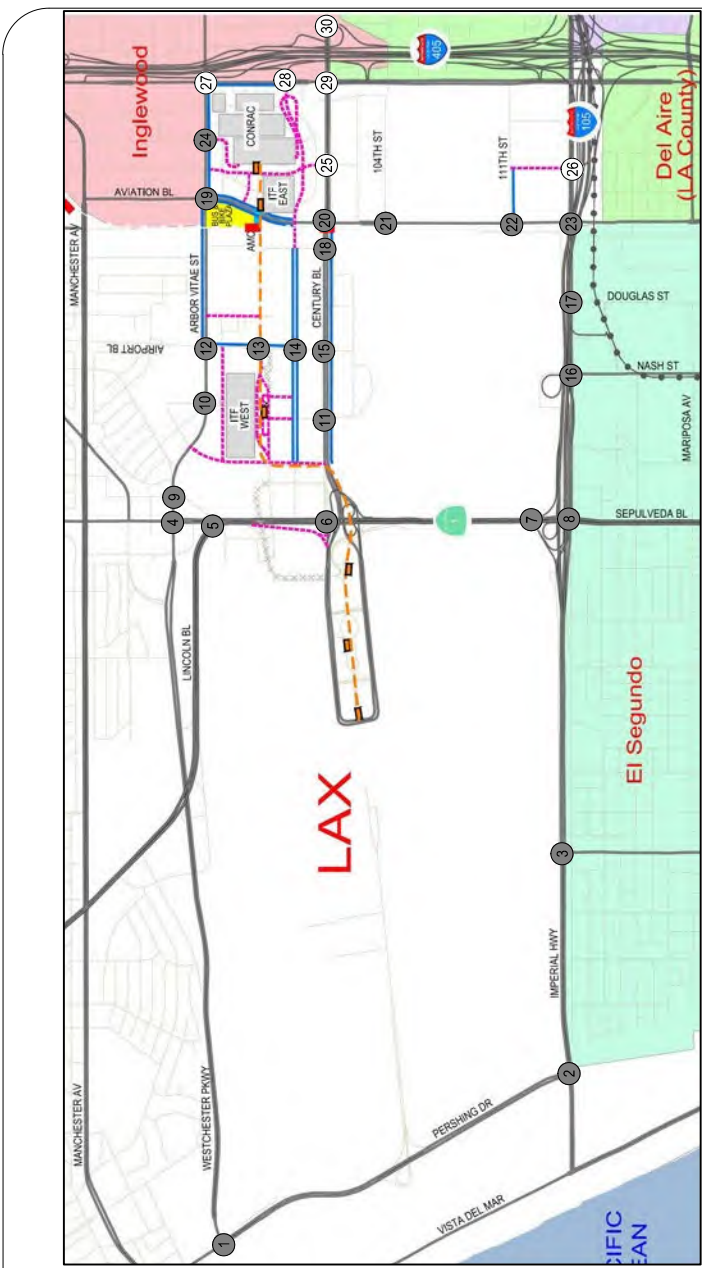 MANCHESTER AV
MANCHESTER AV
Inglewood
AVIATION BL
AIRPORT BL
LINCOLN BL
WESTCHESTER PKWY
ARBOR VITAE ST
4
9
1
5
10
12
19
24
27
BUS
BIKE
PLAZA
ITF
WEST
AMC
CONRAC
13
ITF
EAST
14
28
CENTURY BL
6
11
15
18
20
25
29
30
LAX
104TH ST
21
405
1
PERSHING DR
VISTA DEL MAR
111TH ST
22
IMPERIAL HWY
7
105
2
3
8
16
17
23
26
DOUGLAS ST
NASH ST
SEPULVEDA BL
MARIPOSA AV
El Segundo
Del Aire
(LA County)
CIFIC
EAN